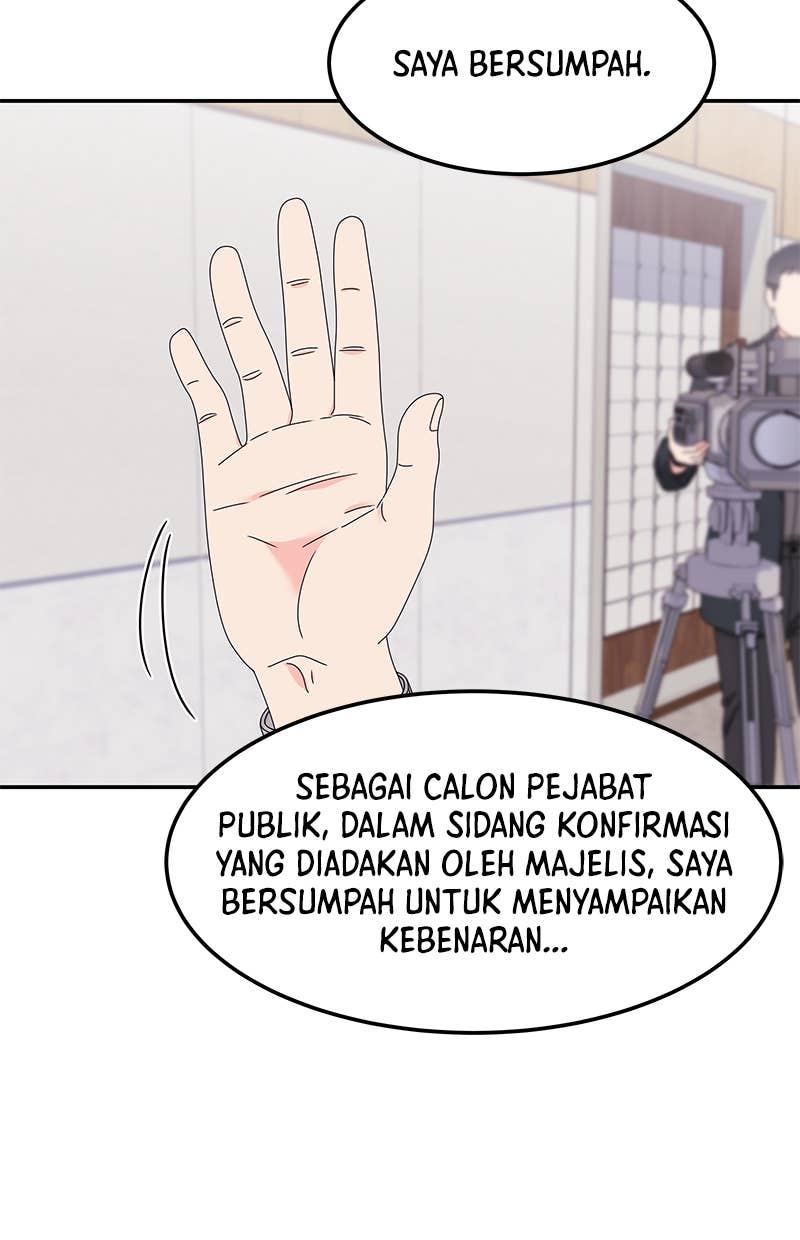 SAYA BERSUMPAH.
SEBAGAI CALON PEJABAT
PUBLIK, DALAM SIDANG KONFIRMASI
YANG DIADAKAN OLEH MAJELIS, SAYA
BERSUMPAH UNTUK MENYAMPAIKAN
KEBENARAN...